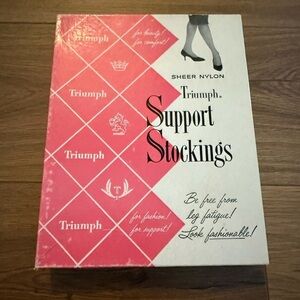 Triumph
for beauty!
for comfort!
SHEER NYLON
Triumph
Triumph
Support
Stockings
Triumph
T
Triumph
for fashion!
for support!
Be free from
leg fatigue!
Look fashionable!